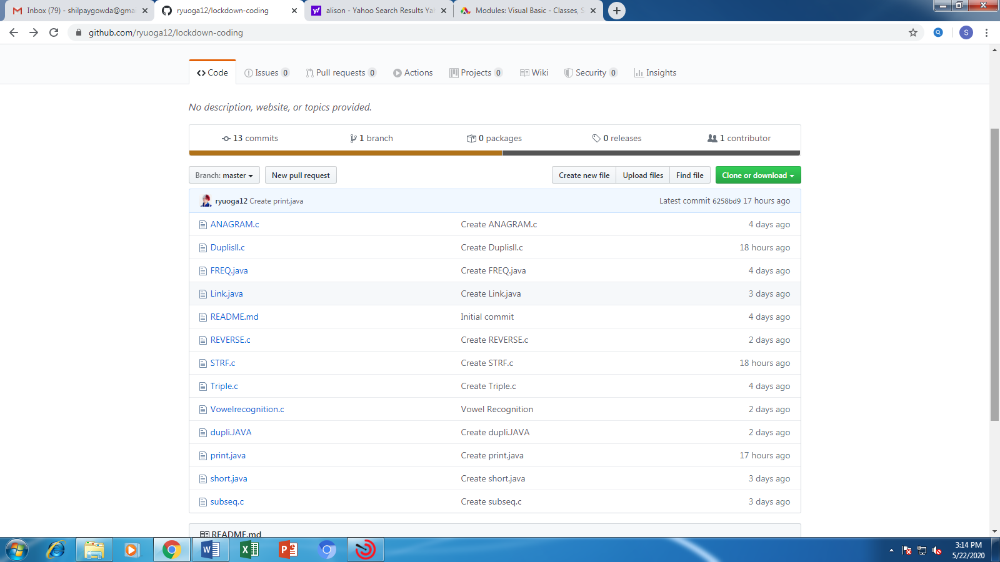 Inbox (79) - shilpaygowda@gma
ryuoga12/lockdown-coding
alison - Yahoo Search Results Ya
Modules: Visual Basic - Classes, S
github.com/ryuoga12/lockdown-coding
S
Code
Issues 0
Pull requests 0
Actions
Projects 0
Wiki
Security 0
Insights
No description, website, or topics provided.
13 commits
1 branch
0 packages
0 releases
1 contributor
Branch: master
New pull request
Create new file
Upload files
Find file
Clone or download
ryuoga12 Create print.java
Latest commit 6258bd9 17 hours ago
ANAGRAM.c Create ANAGRAM.c 4 days ago
Duplisll.c Create Duplisll.c 18 hours ago
FREQ.java Create FREQ.java 4 days ago
Link.java Create Link.java 3 days ago
README.md Initial commit 4 days ago
REVERSE.c Create REVERSE.c 2 days ago
STRF.c Create STRF.c 18 hours ago
Triple.c Create Triple.c 4 days ago
Vowelrecognition.c Vowel Recognition 2 days ago
dupli.JAVA Create dupli.JAVA 2 days ago
print.java Create print.java 17 hours ago
short.java Create short.java 3 days ago
subseq.c Create subseq.c 3 days ago
README.md
3:14 PM
5/22/2020